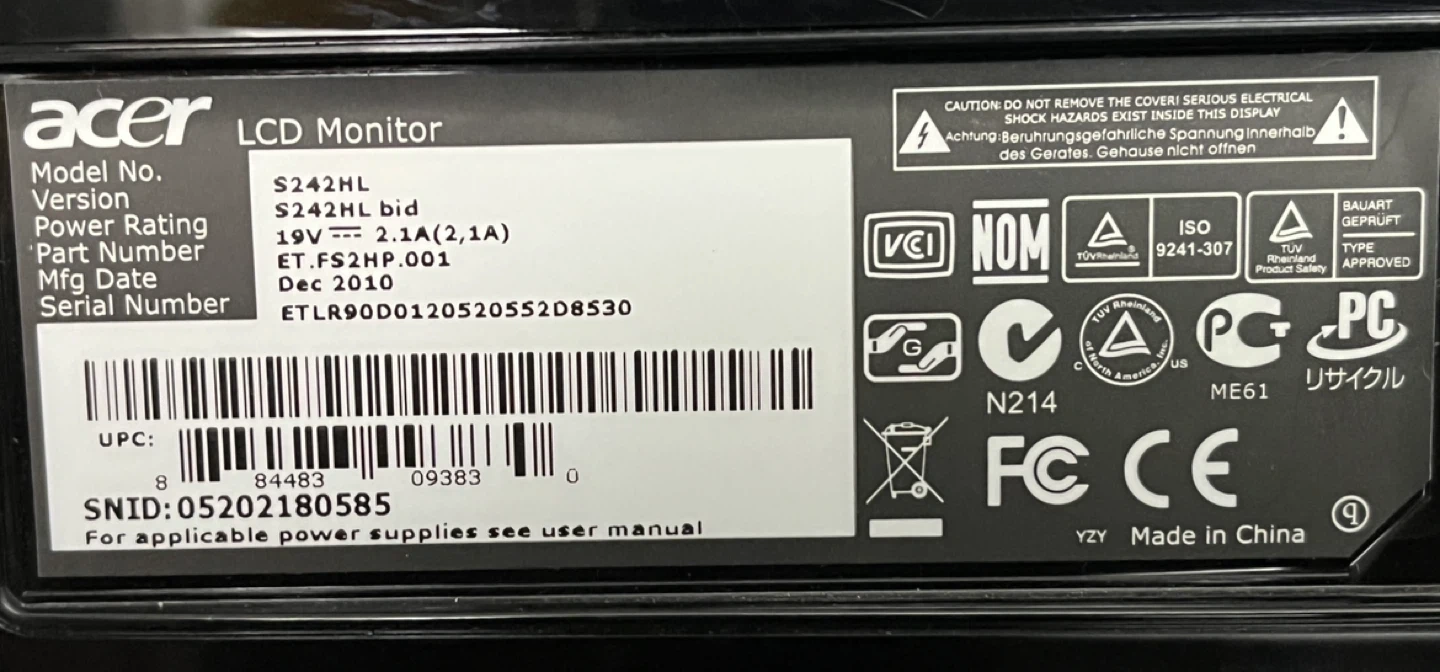 acer LCD Monitor
Model No. S242HL
Version S242HL bid
Power Rating 19V ⎓ 2.1A(2,1A)
Part Number ET.FS2HP.001
Mfg Date Dec 2010
Serial Number ETLR90D0120520552D8530
UPC:
8 84483 09383 0
SNID:05202180585
For applicable power supplies see user manual
CAUTION: DO NOT REMOVE THE COVER! SERIOUS ELECTRICAL
SHOCK HAZARDS EXIST INSIDE THIS DISPLAY
Achtung:Beruhrungsgefahrliche Spannung innerhalb
des Gerates. Gehause nicht offnen
VCI
NOM
TÜVRheinland
ISO
9241-307
TÜV
Rheinland
Product Safety
BAUART
GEPRÜFT
TYPE
APPROVED
G
N214
TÜV Rheinland
of North America, Inc.
C US
PCT
ME61
PC
リサイクル
FC CE
YZY Made in China
q